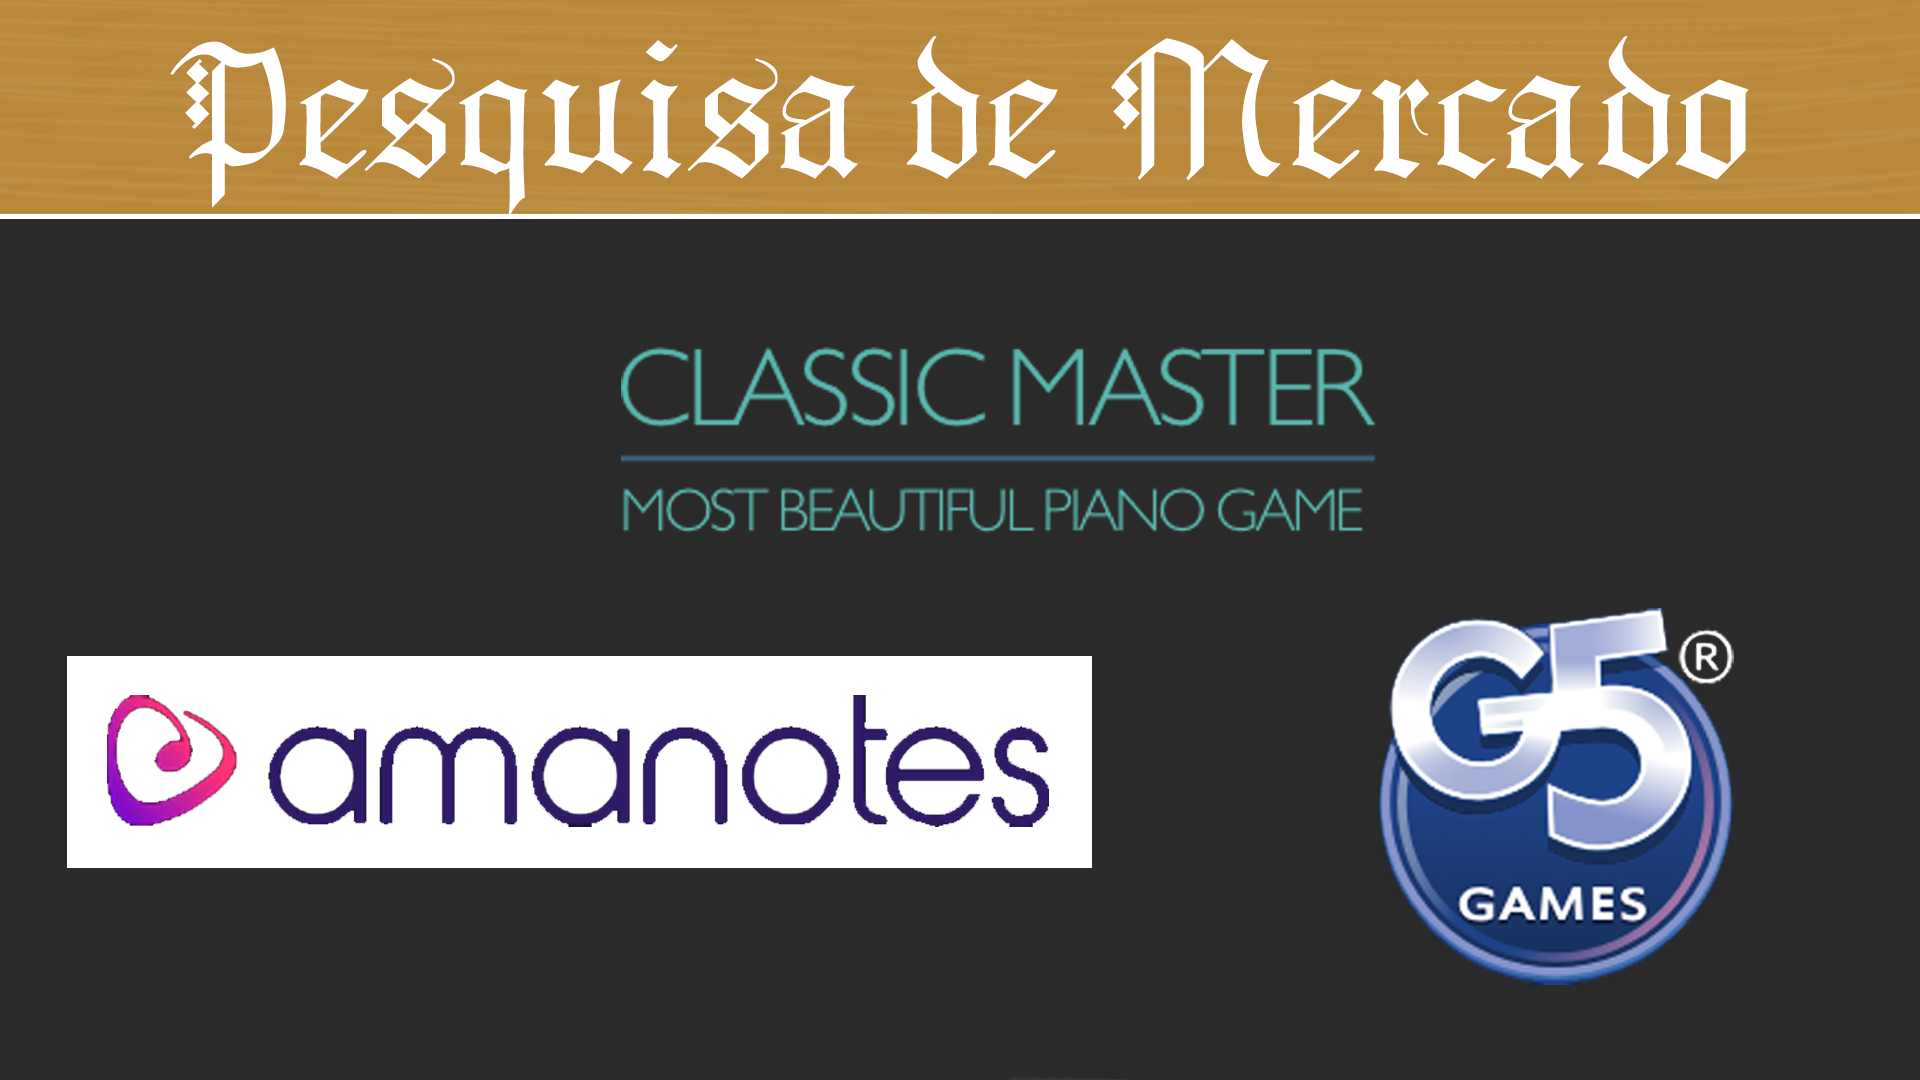 Pesquisa de Mercado
CLASSIC MASTER
MOST BEAUTIFUL PIANO GAME
amanotes
G5®
GAMES